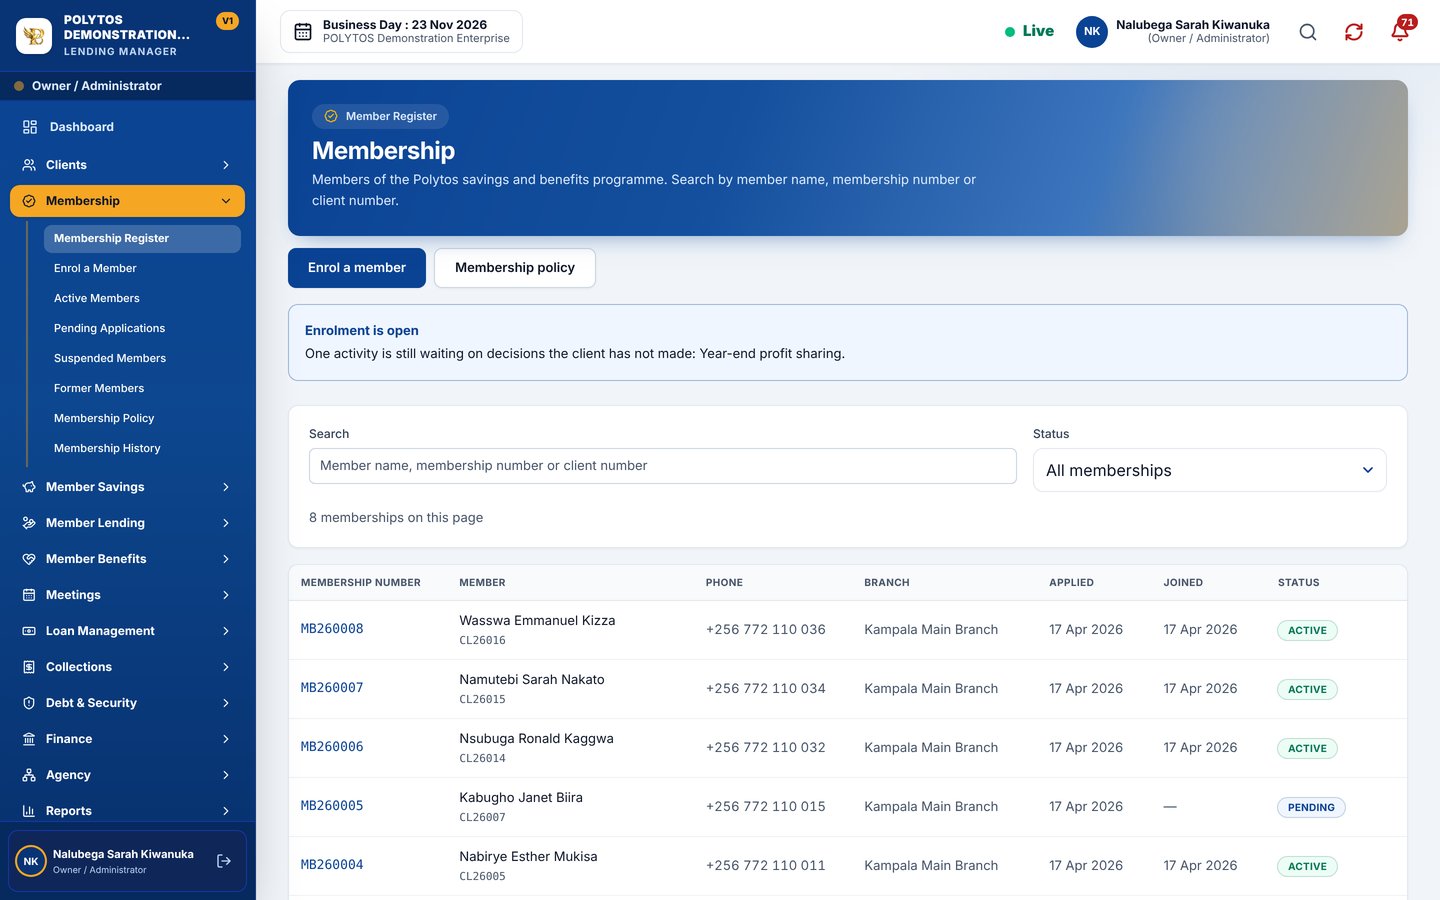 POLYTOS
DEMONSTRATION...
LENDING MANAGER
V1
Owner / Administrator
Dashboard
Clients
Membership
Membership Register
Enrol a Member
Active Members
Pending Applications
Suspended Members
Former Members
Membership Policy
Membership History
Member Savings
Member Lending
Member Benefits
Meetings
Loan Management
Collections
Debt & Security
Finance
Agency
Reports
NK
Nalubega Sarah Kiwanuka
Owner / Administrator
Business Day : 23 Nov 2026
POLYTOS Demonstration Enterprise
Live
NK
Nalubega Sarah Kiwanuka
(Owner / Administrator)
71
Member Register
Membership
Members of the Polytos savings and benefits programme. Search by member name, membership number or
client number.
Enrol a member
Membership policy
Enrolment is open
One activity is still waiting on decisions the client has not made: Year-end profit sharing.
Search
Status
Member name, membership number or client number
All memberships
8 memberships on this page
MEMBERSHIP NUMBER MEMBER PHONE BRANCH APPLIED JOINED STATUS
MB260008 Wasswa Emmanuel Kizza +256 772 110 036 Kampala Main Branch 17 Apr 2026 17 Apr 2026 ACTIVE
CL26016
MB260007 Namutebi Sarah Nakato +256 772 110 034 Kampala Main Branch 17 Apr 2026 17 Apr 2026 ACTIVE
CL26015
MB260006 Nsubuga Ronald Kaggwa +256 772 110 032 Kampala Main Branch 17 Apr 2026 17 Apr 2026 ACTIVE
CL26014
MB260005 Kabugho Janet Biira +256 772 110 015 Kampala Main Branch 17 Apr 2026 — PENDING
CL26007
MB260004 Nabirye Esther Mukisa +256 772 110 011 Kampala Main Branch 17 Apr 2026 17 Apr 2026 ACTIVE
CL26005